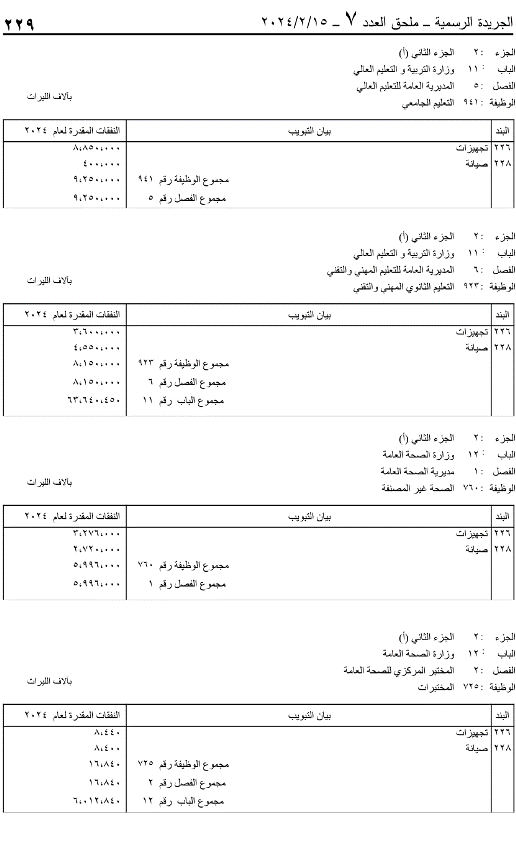 الجريدة الرسمية – ملحق العدد ٧ – ٢٠٢٤/٢/١٥ ٢٢٩
الجزء : ٢ الجزء الثاني (أ)
الباب : ١١ وزارة التربية و التعليم العالي
الفصل : ٥ المديرية العامة للتعليم العالي
الوظيفة : ٩٤١ التعليم الجامعي بآلاف الليرات
البند بيان التبويب النفقات المقدرة لعام ٢٠٢٤
٢٢٦ تجهيزات ٨،٨٥٠،٠٠٠
٢٢٨ صيانة ٤٠٠،٠٠٠
مجموع الوظيفة رقم ٩٤١ ٩،٢٥٠،٠٠٠
مجموع الفصل رقم ٥ ٩،٢٥٠،٠٠٠
الجزء : ٢ الجزء الثاني (أ)
الباب : ١١ وزارة التربية و التعليم العالي
الفصل : ٦ المديرية العامة للتعليم المهني والتقني
الوظيفة : ٩٢٣ التعليم الثانوي المهني والتقني بآلاف الليرات
البند بيان التبويب النفقات المقدرة لعام ٢٠٢٤
٢٢٦ تجهيزات ٣،٦٠٠،٠٠٠
٢٢٨ صيانة ٤،٥٥٠،٠٠٠
مجموع الوظيفة رقم ٩٢٣ ٨،١٥٠،٠٠٠
مجموع الفصل رقم ٦ ٨،١٥٠،٠٠٠
مجموع الباب رقم ١١ ٦٣،٦٤٠،٤٥٠
الجزء : ٢ الجزء الثاني (أ)
الباب : ١٢ وزارة الصحة العامة
الفصل : ١ مديرية الصحة العامة
الوظيفة : ٧٦٠ الصحة غير المصنفة بآلاف الليرات
البند بيان التبويب النفقات المقدرة لعام ٢٠٢٤
٢٢٦ تجهيزات ٣،٢٧٦،٠٠٠
٢٢٨ صيانة ٢،٧٢٠،٠٠٠
مجموع الوظيفة رقم ٧٦٠ ٥،٩٩٦،٠٠٠
مجموع الفصل رقم ١ ٥،٩٩٦،٠٠٠
الجزء : ٢ الجزء الثاني (أ)
الباب : ١٢ وزارة الصحة العامة
الفصل : ٢ المختبر المركزي للصحة العامة
الوظيفة : ٧٢٥ المختبرات بآلاف الليرات
البند بيان التبويب النفقات المقدرة لعام ٢٠٢٤
٢٢٦ تجهيزات ٨،٤٤٠
٢٢٨ صيانة ٨،٤٠٠
مجموع الوظيفة رقم ٧٢٥ ١٦،٨٤٠
مجموع الفصل رقم ٢ ١٦،٨٤٠
مجموع الباب رقم ١٢ ٦،٠١٢،٨٤٠